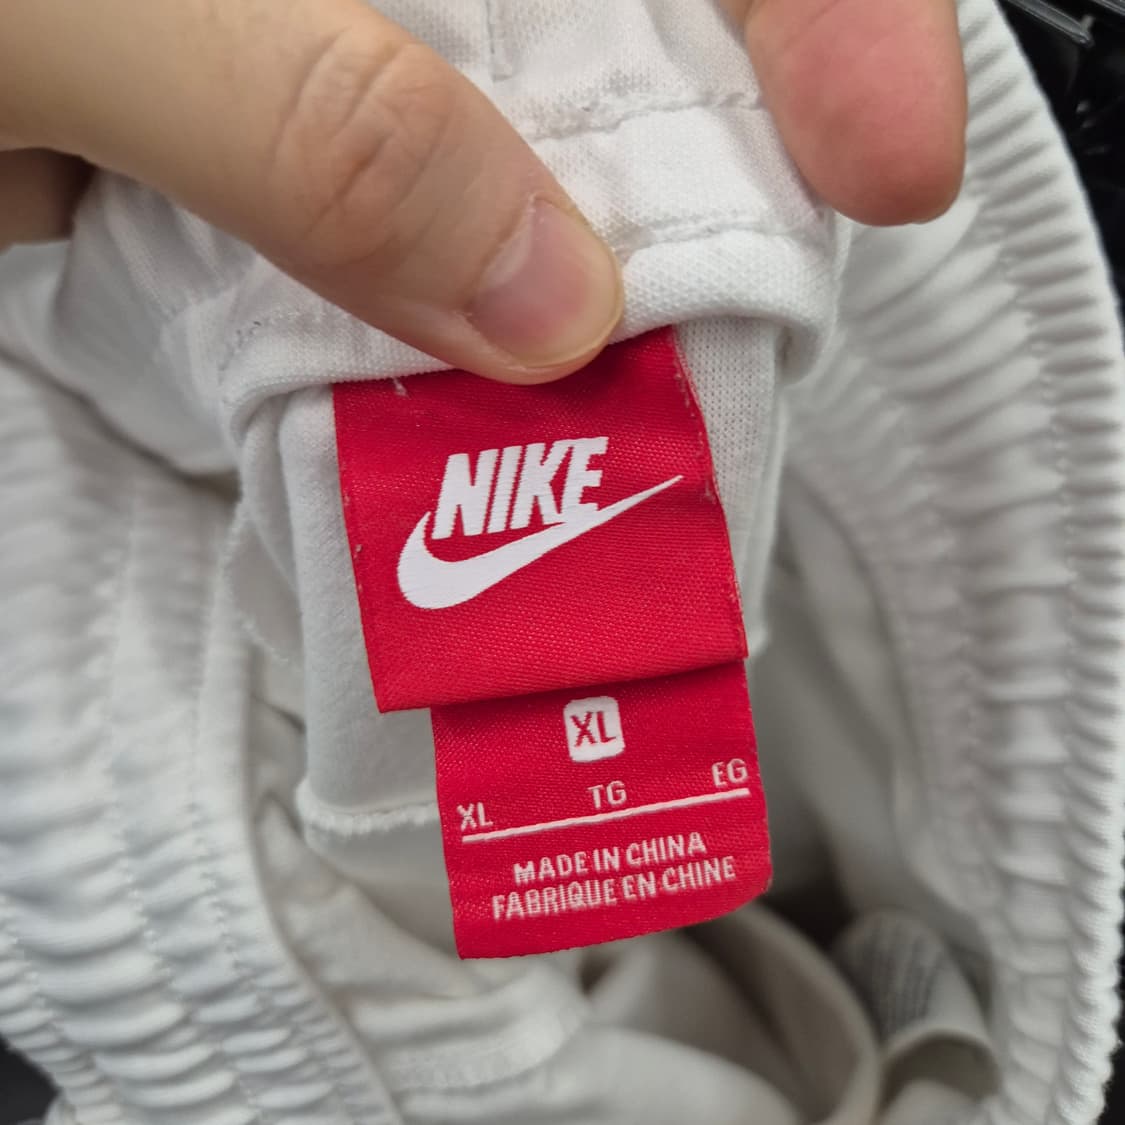 NIKE
XL
XL TG EG
MADE IN CHINA
FABRIQUE EN CHINE